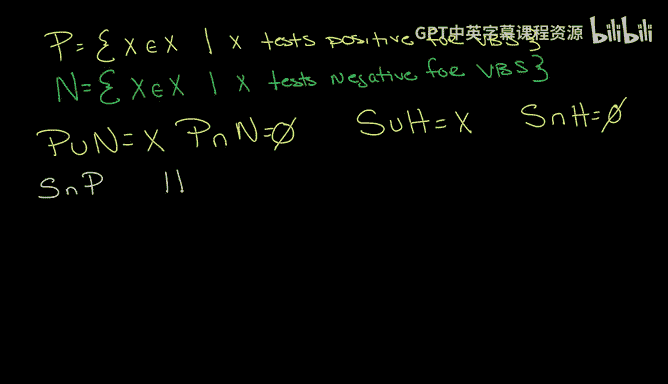 GPT中英字幕课程资源 bilibili
P = { x ∈ X | x tests positive for VBS }
N = { x ∈ X | x tests negative for VBS }
P ∪ N = X P ∩ N = ∅ S ∪ H = X S ∩ H = ∅
S ∩ P 11